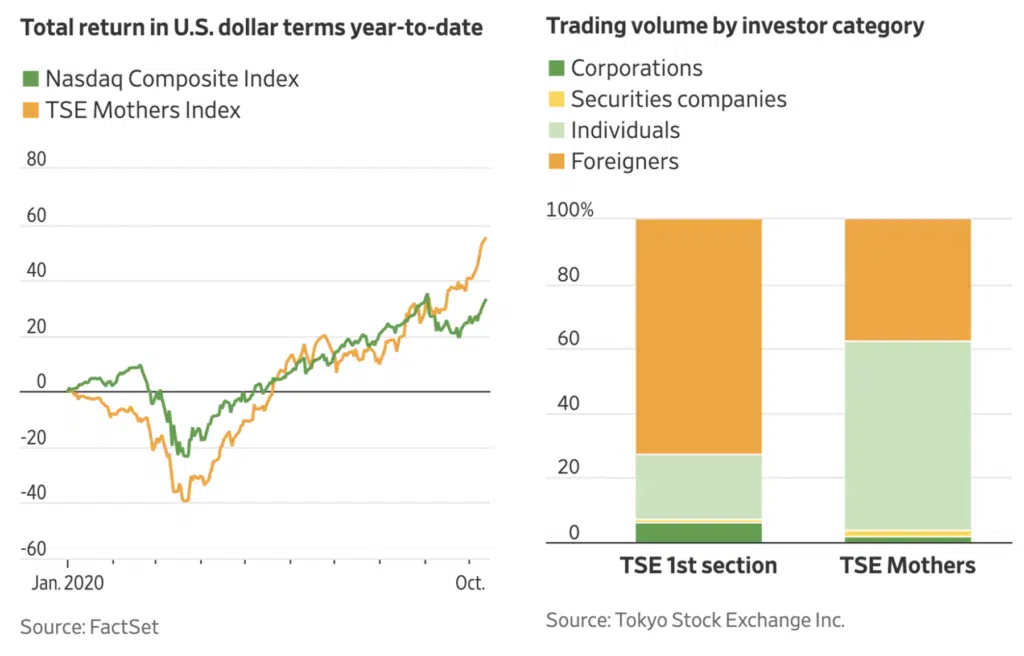 Total return in U.S. dollar terms year-to-date
Nasdaq Composite Index
TSE Mothers Index
80
60
40
20
0
-20
-40
-60
Jan. 2020
Oct.
Source: FactSet
Trading volume by investor category
Corporations
Securities companies
Individuals
Foreigners
100%
80
60
40
20
0
TSE 1st section
TSE Mothers
Source: Tokyo Stock Exchange Inc.